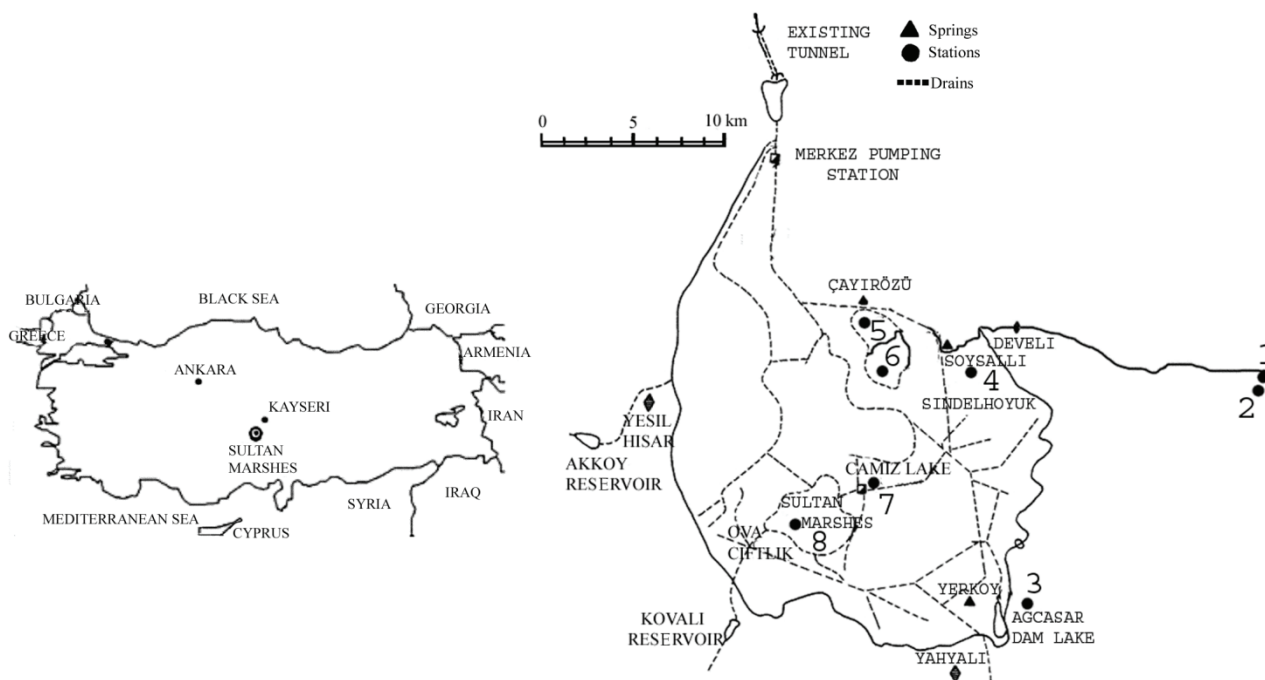 BULGARIA
BLACK SEA
GEORGIA
GREECE
ARMENIA
ANKARA
KAYSERI
IRAN
SULTAN
MARSHES
SYRIA
IRAQ
MEDITERRANEAN SEA
CYPRUS
EXISTING
TUNNEL
Springs
Stations
Drains
0 5 10 km
MERKEZ PUMPING
STATION
ÇAYIRÖZÜ
5
6
DEVELI
SOYSALLI
4
SINDELHOYUK
1
2
YESIL
HISAR
AKKOY
RESERVOIR
CAMIZ LAKE
7
SULTAN
MARSHES
8
OVA
CIFTLIK
YERKOY
3
AGCASAR
DAM LAKE
KOVALI
RESERVOIR
YAHYALI